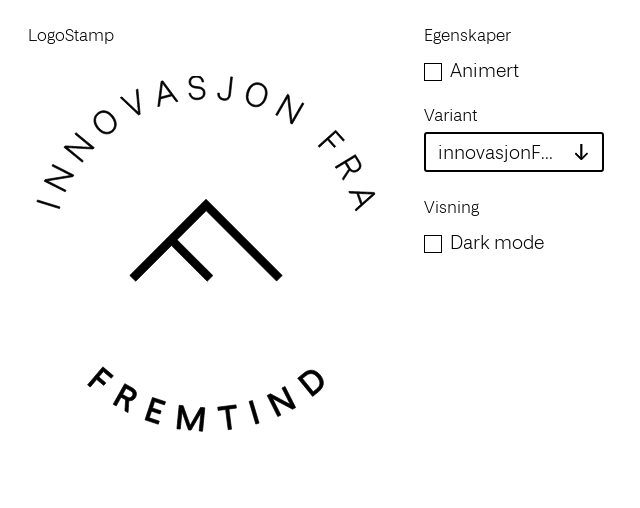 LogoStamp
INNOVASJON FRA
FREMTIND
Egenskaper
Animert
Variant
innovasjonF...
Visning
Dark mode